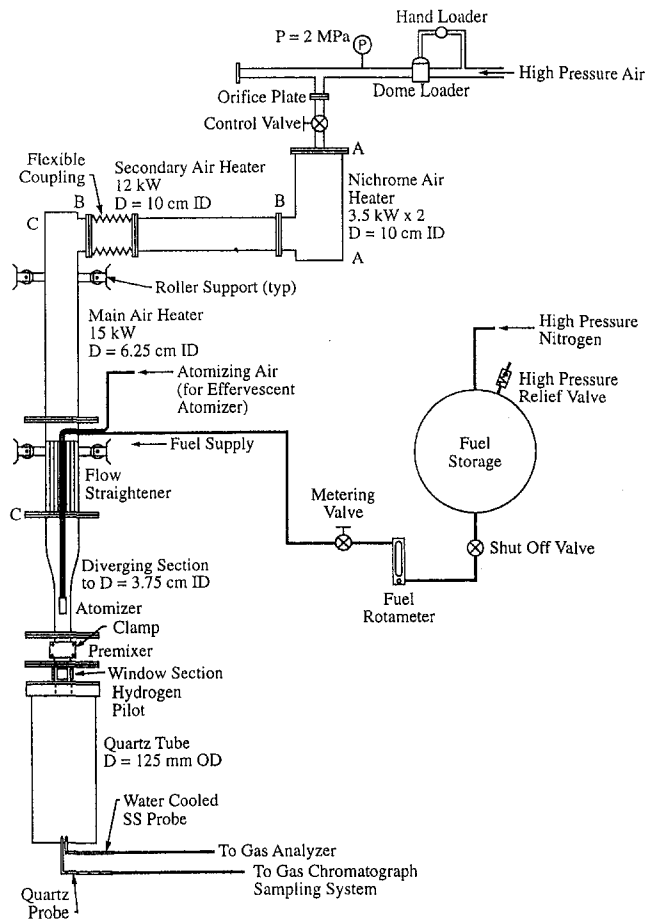 Hand Loader
P = 2 MPa
P
High Pressure Air
Dome Loader
Orifice Plate
Control Valve
A
Flexible
Coupling
Secondary Air Heater
12 kW
D = 10 cm ID
B
B
C
Nichrome Air
Heater
3.5 kW x 2
D = 10 cm ID
A
Roller Support (typ)
Main Air Heater
15 kW
D = 6.25 cm ID
High Pressure
Nitrogen
Atomizing Air
(for Effervescent
Atomizer)
High Pressure
Relief Valve
Fuel Supply
Fuel
Storage
Flow
Straightener
Metering
Valve
C
Shut Off Valve
Diverging Section
to D = 3.75 cm ID
Fuel
Rotameter
Atomizer
Clamp
Premixer
Window Section
Hydrogen
Pilot
Quartz Tube
D = 125 mm OD
Water Cooled
SS Probe
To Gas Analyzer
To Gas Chromatograph
Sampling System
Quartz
Probe